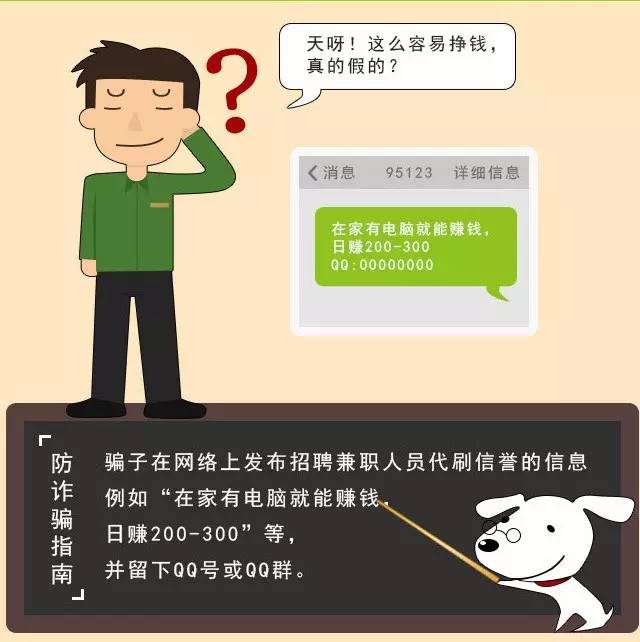 天呀！这么容易挣钱，
真的假的？
?
消息 95123 详细信息
在家有电脑就能赚钱，
日赚200-300
QQ:00000000
防诈骗指南
骗子在网络上发布招聘兼职人员代刷信誉的信息
例如“在家有电脑就能赚钱，
日赚200-300”等，
并留下QQ号或QQ群。